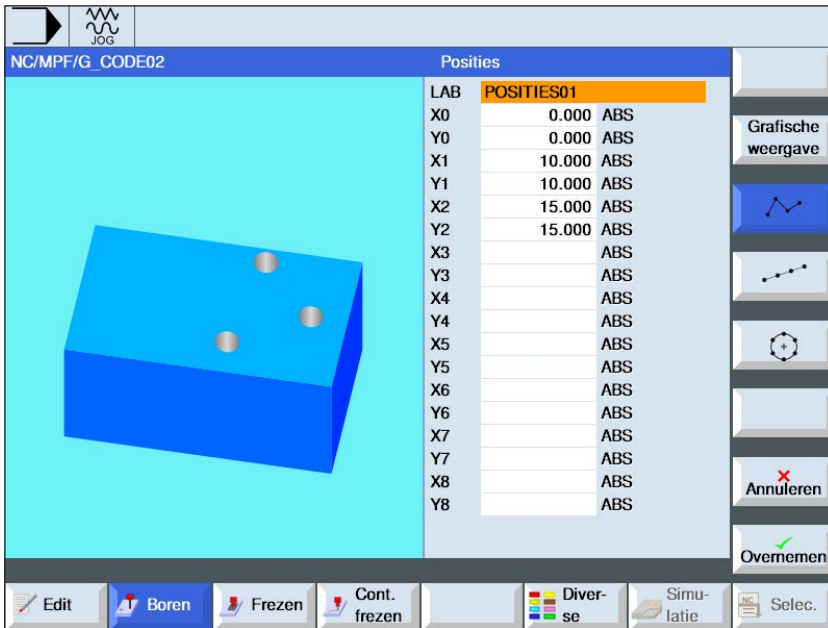 JOG
NC/MPF/G_CODE02
Posities
LAB POSITIES01
X0 0.000 ABS
Y0 0.000 ABS
X1 10.000 ABS
Y1 10.000 ABS
X2 15.000 ABS
Y2 15.000 ABS
X3 ABS
Y3 ABS
X4 ABS
Y4 ABS
X5 ABS
Y5 ABS
X6 ABS
Y6 ABS
X7 ABS
Y7 ABS
X8 ABS
Y8 ABS
Grafische
weergave
Annuleren
Overnemen
Edit
Boren
Frezen
Cont.
frezen
Diver-
se
Simu-
latie
NC
Selec.